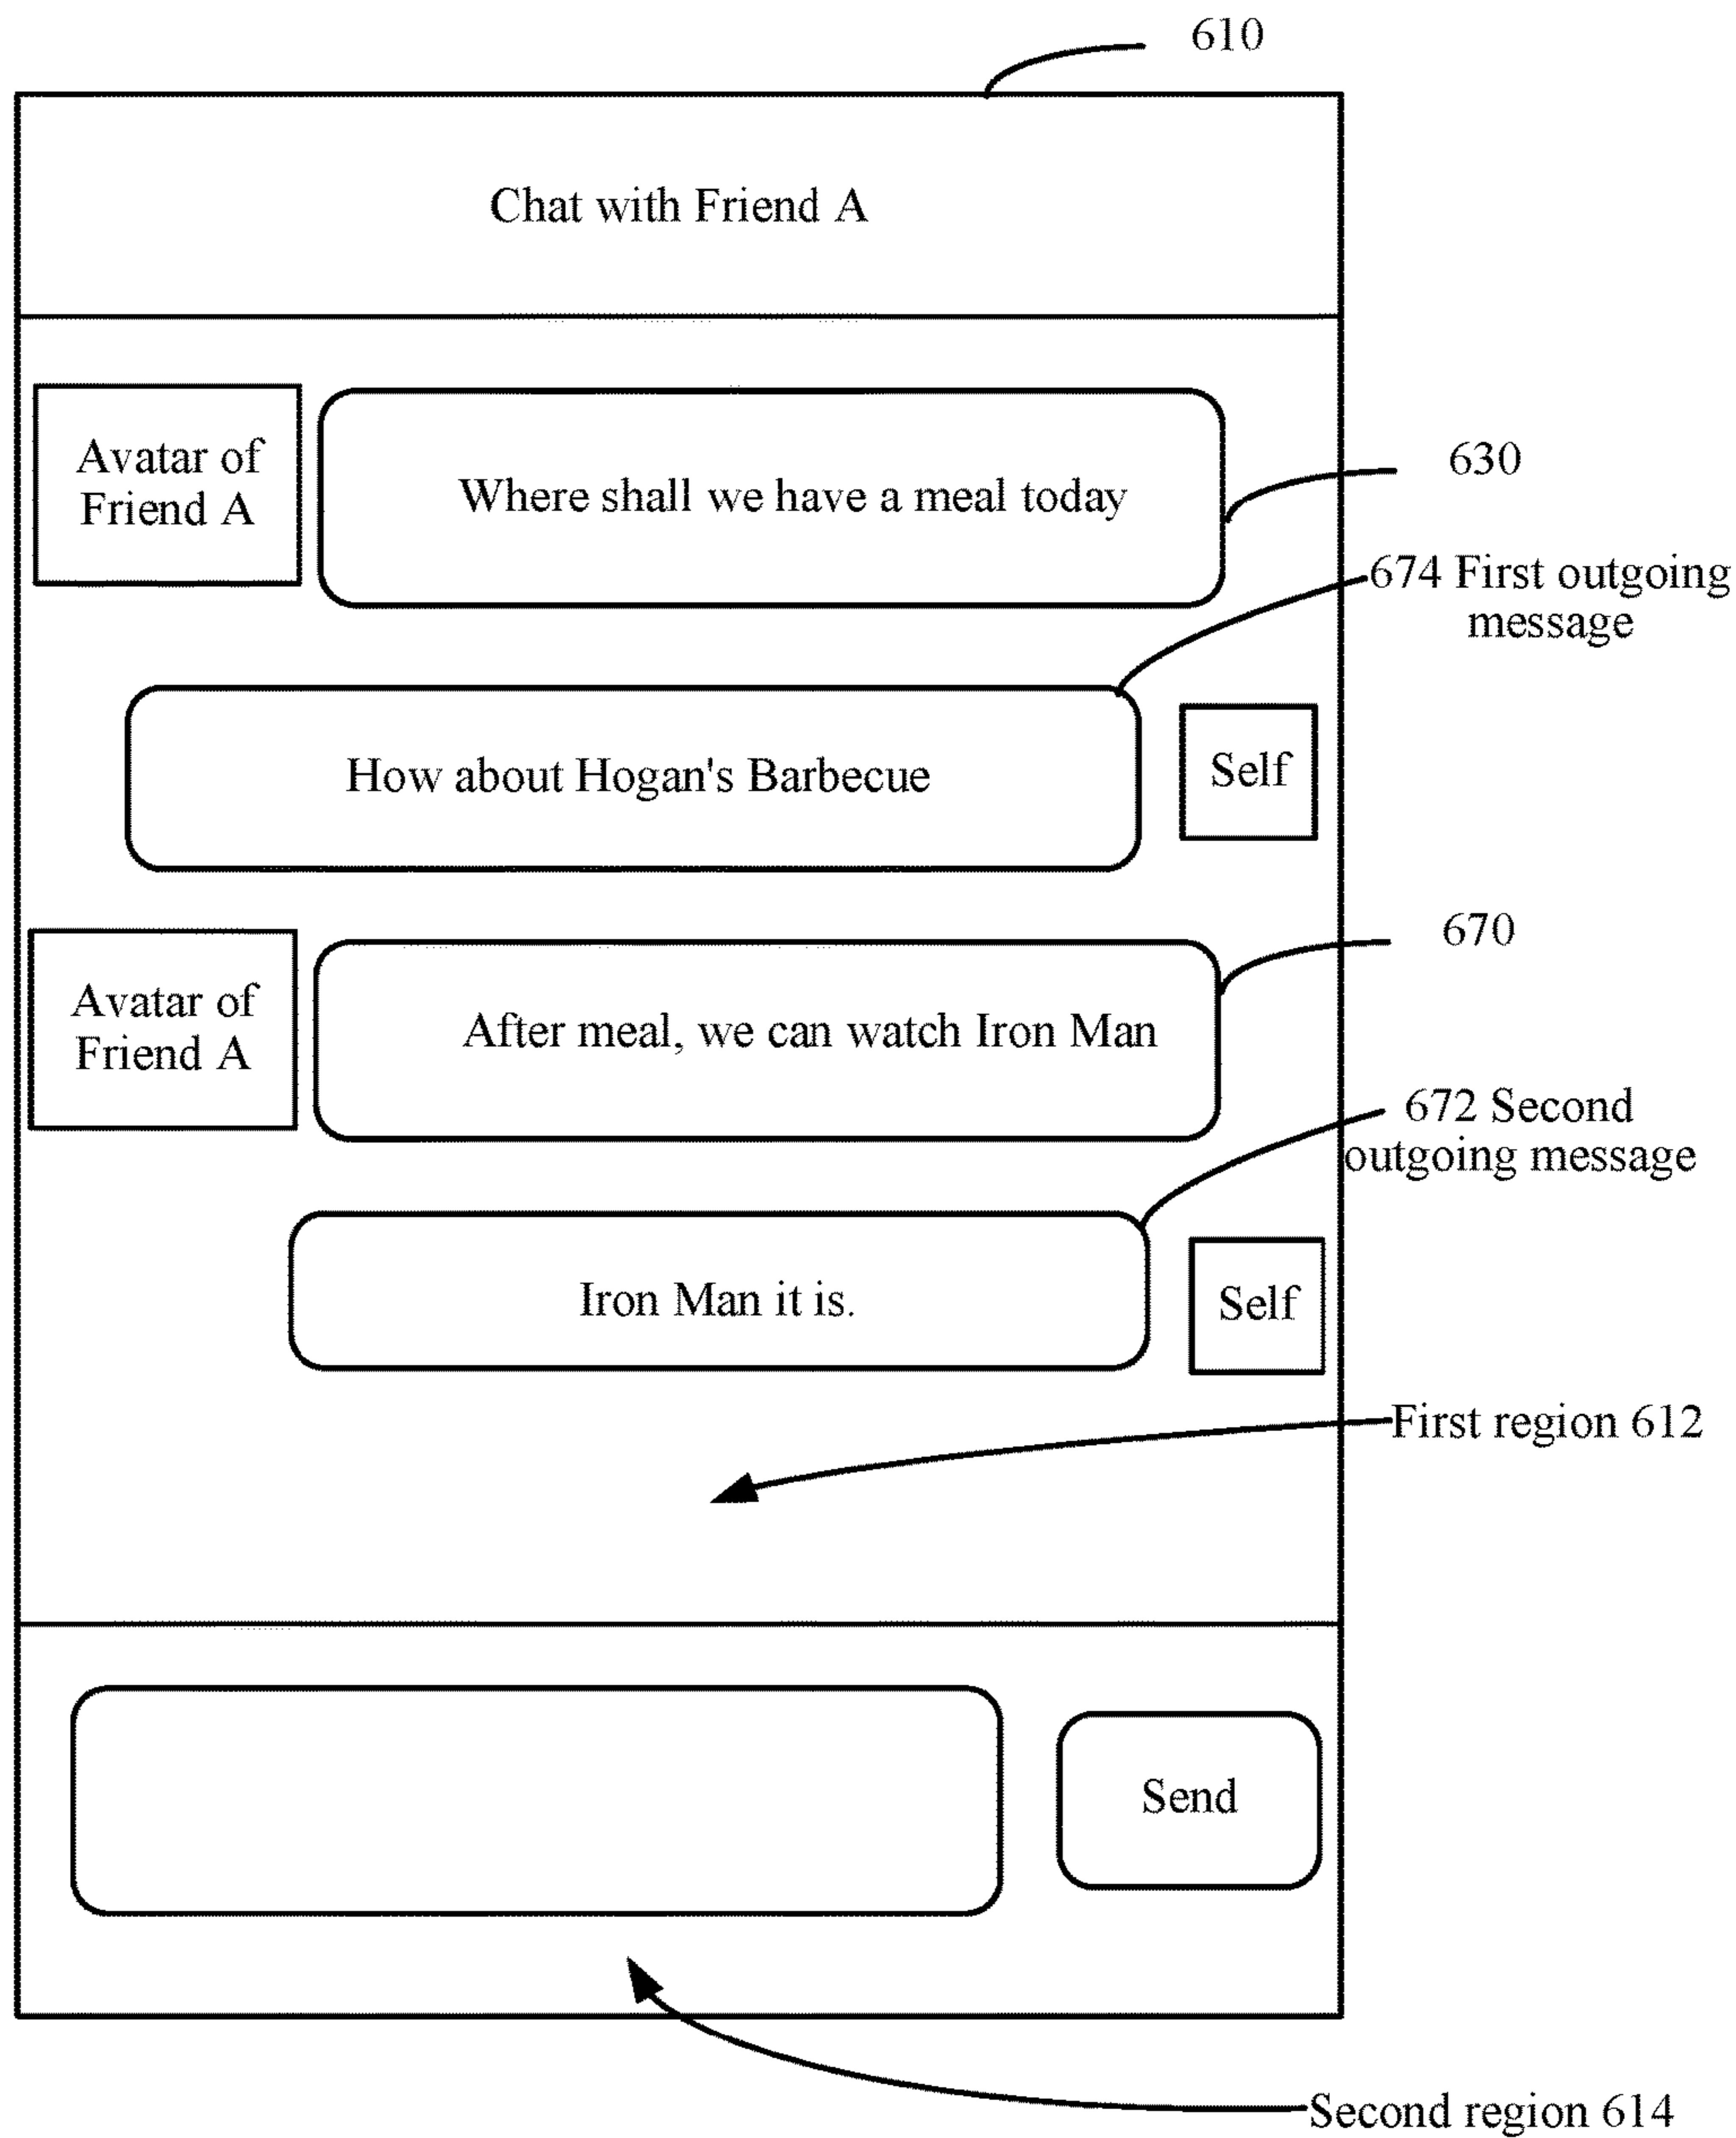 610
Chat with Friend A
Avatar of
Friend A
Where shall we have a meal today
630
674 First outgoing
message
How about Hogan's Barbecue
Self
670
Avatar of
Friend A
After meal, we can watch Iron Man
672 Second
outgoing message
Iron Man it is.
Self
First region 612
Send
Second region 614